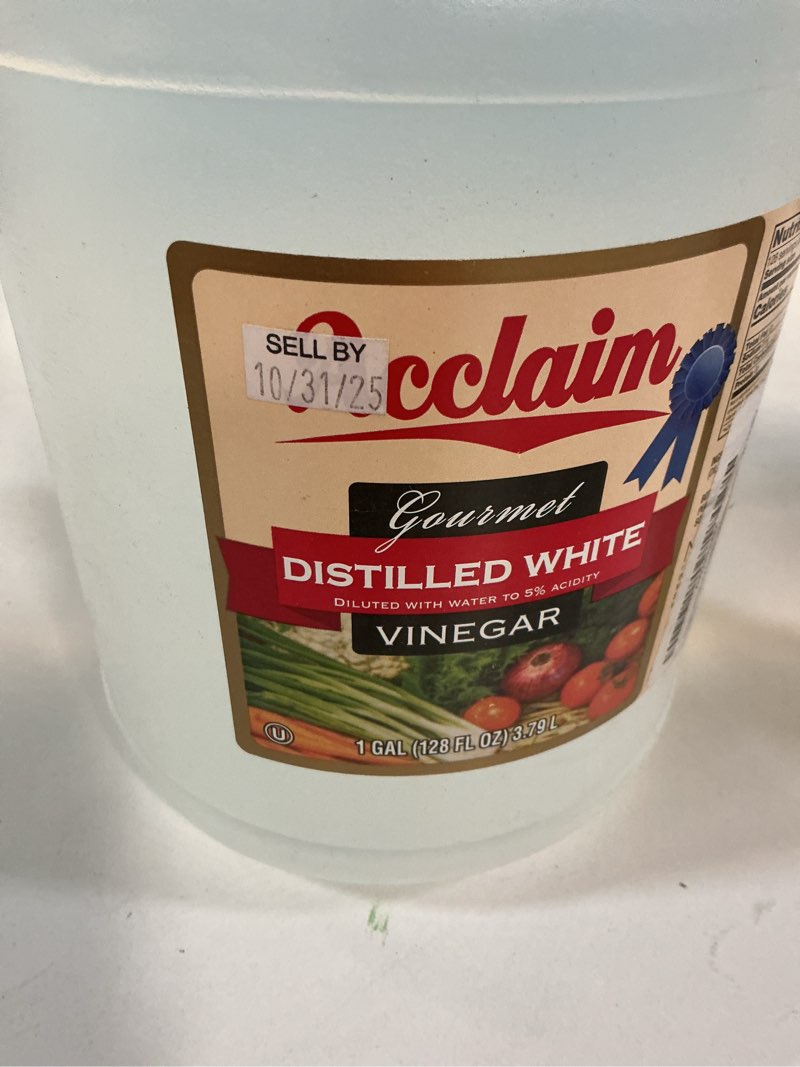 SELL BY
10/31/25
Acclaim
Gourmet
DISTILLED WHITE
DILUTED WITH WATER TO 5% ACIDITY
VINEGAR
U
1 GAL (128 FL OZ) 3.79 L